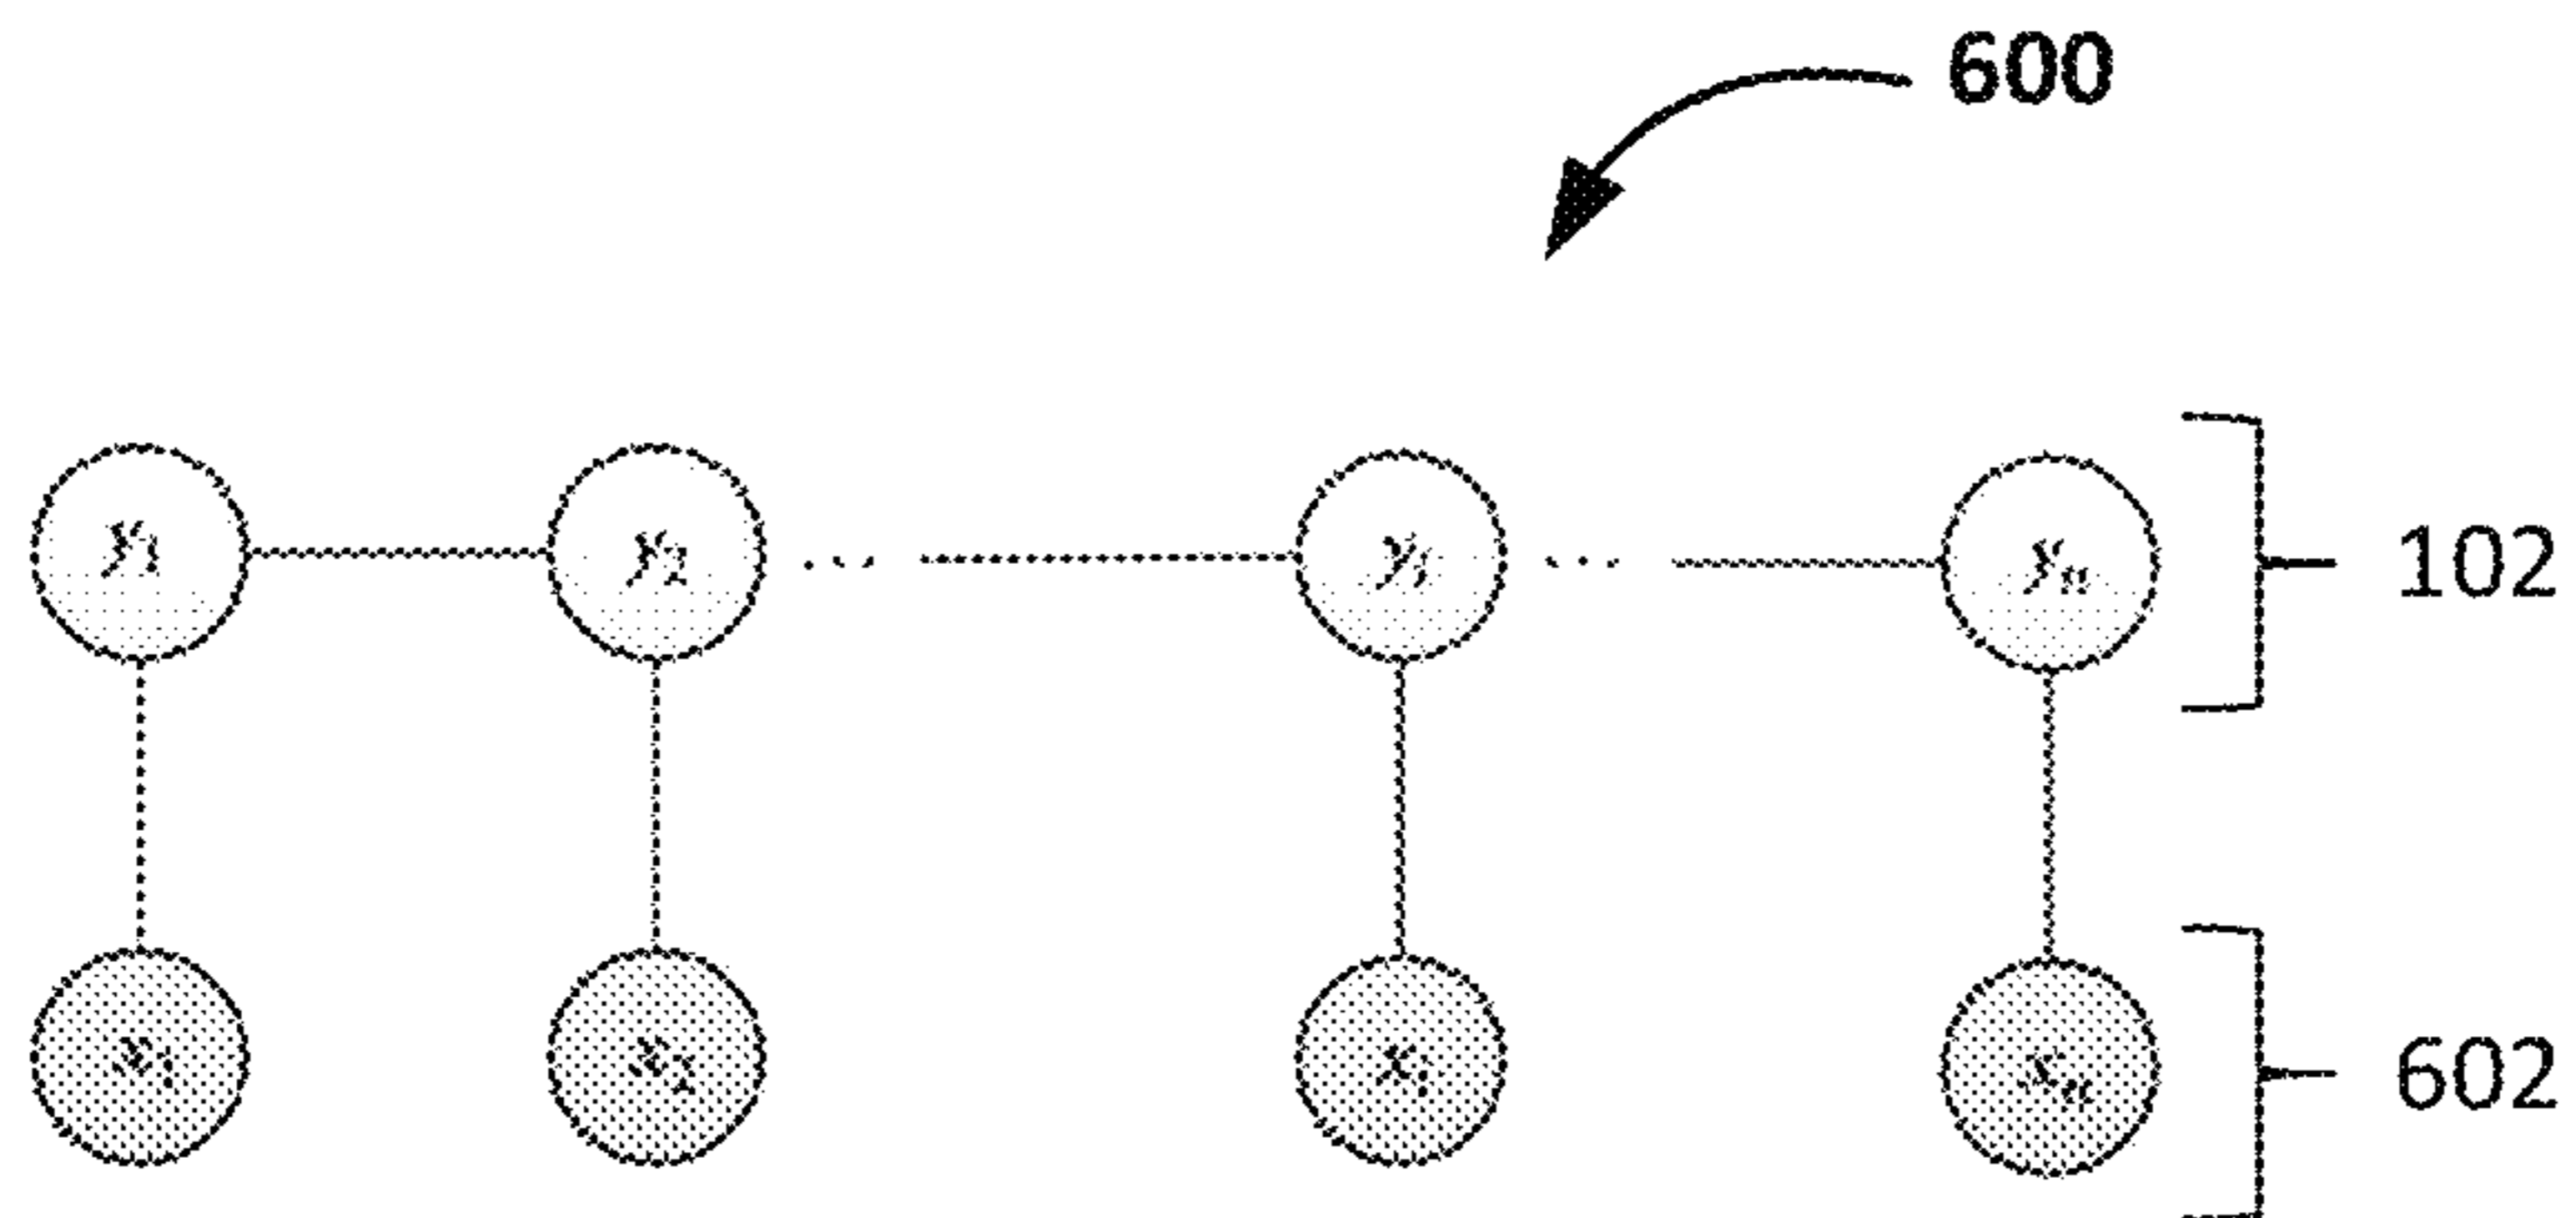 600
y₁ y₂ ... yᵢ ... yₙ 102
x₁ x₂ xᵢ xₙ 602